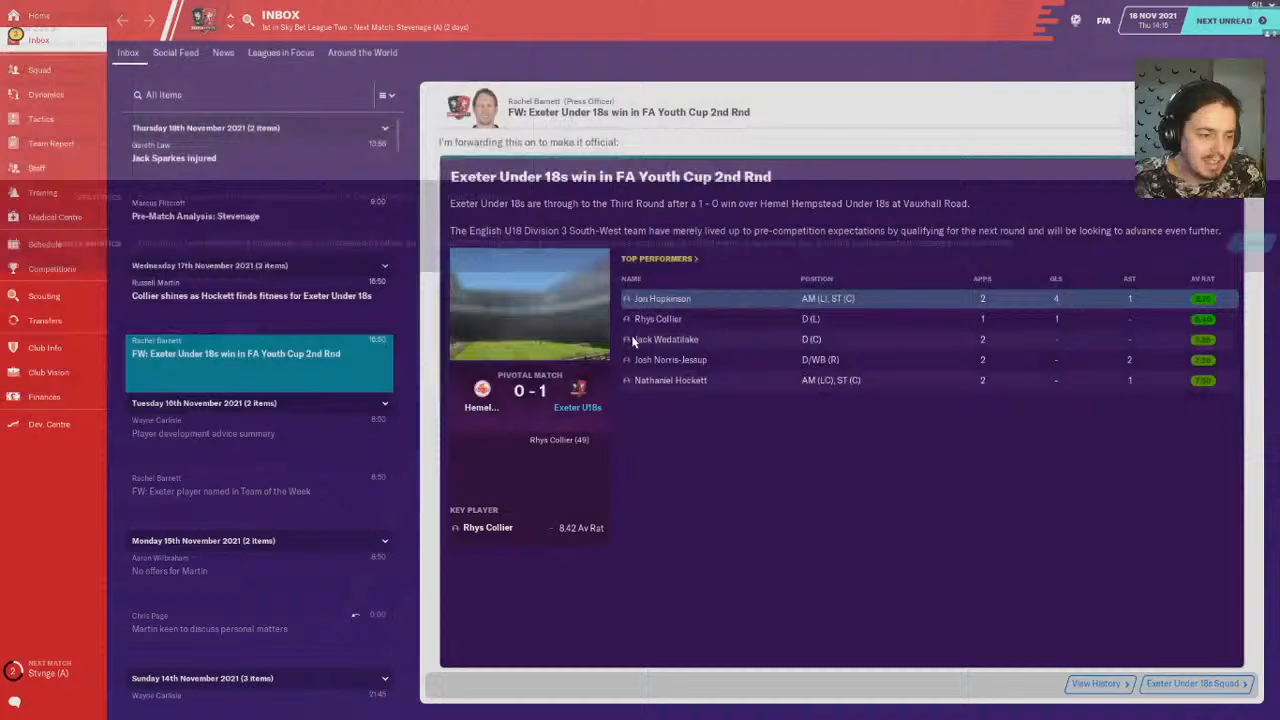 Home
INBOX
1st in Sky Bet League Two - Next Match: Stevenage (A) (2 days)
FM
18 NOV 2021
Thu 14:15
NEXT UNREAD
0/1
Inbox
Squad
Dynamics
Tactics
Team Report
Staff
Training
Medical Centre
Schedule
Competitions
Scouting
Transfers
Club Info
Club Vision
Finances
Dev. Centre
NEXT MATCH
2
Stvnge (A)
Inbox
Social Feed
News
Leagues in Focus
Around the World
All Items
Thursday 18th November 2021 (2 items)
Gareth Law
13:56
Jack Sparkes injured
Marcus Flitcroft
9:00
Pre-Match Analysis: Stevenage
Wednesday 17th November 2021 (2 items)
Russell Martin
16:50
Collier shines as Hockett finds fitness for Exeter Under 18s
Rachel Barnett
16:50
FW: Exeter Under 18s win in FA Youth Cup 2nd Rnd
Tuesday 16th November 2021 (2 items)
Wayne Carlisle
8:50
Player development advice summary
Rachel Barnett
8:50
FW: Exeter player named in Team of the Week
Monday 15th November 2021 (2 items)
Aaron Wilbraham
8:50
No offers for Martin
Chris Page
0:00
Martin keen to discuss personal matters
Sunday 14th November 2021 (3 items)
Wayne Carlisle
21:45
Rachel Barnett (Press Officer)
FW: Exeter Under 18s win in FA Youth Cup 2nd Rnd
I'm forwarding this on to make it official:
Exeter Under 18s win in FA Youth Cup 2nd Rnd
Exeter Under 18s are through to the Third Round after a 1 - 0 win over Hemel Hempstead Under 18s at Vauxhall Road.
The English U18 Division 3 South-West team have merely lived up to pre-competition expectations by qualifying for the next round and will be looking to advance even further.
TOP PERFORMERS >
NAME POSITION APPS GLS AST AV RAT
Jon Hopkinson AM (L), ST (C) 2 4 1
Rhys Collier D (L) 1 1 -
Jack Wedatilake D (C) 2 - -
Josh Norris-Jessup D/WB (R) 2 - 2
Nathaniel Hockett AM (LC), ST (C) 2 - 1
PIVOTAL MATCH
0 - 1
Hemel...
Exeter U18s
Rhys Collier (49)
KEY PLAYER
Rhys Collier - 8.42 Av Rat
View History >
Exeter Under 18s Squad >